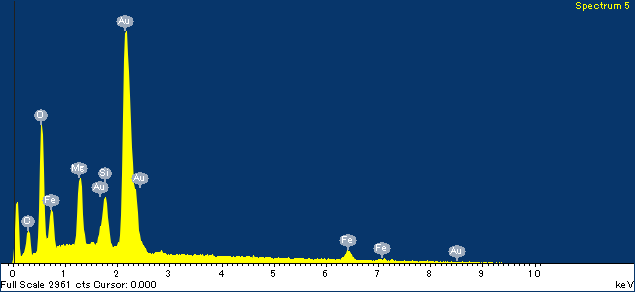 Spectrum 5
Au
O
Mg
Si
Au
Au
Fe
C
Fe
Fe
Au
0 1 2 3 4 5 6 7 8 9 10
Full Scale 2961 cts Cursor: 0.000 keV